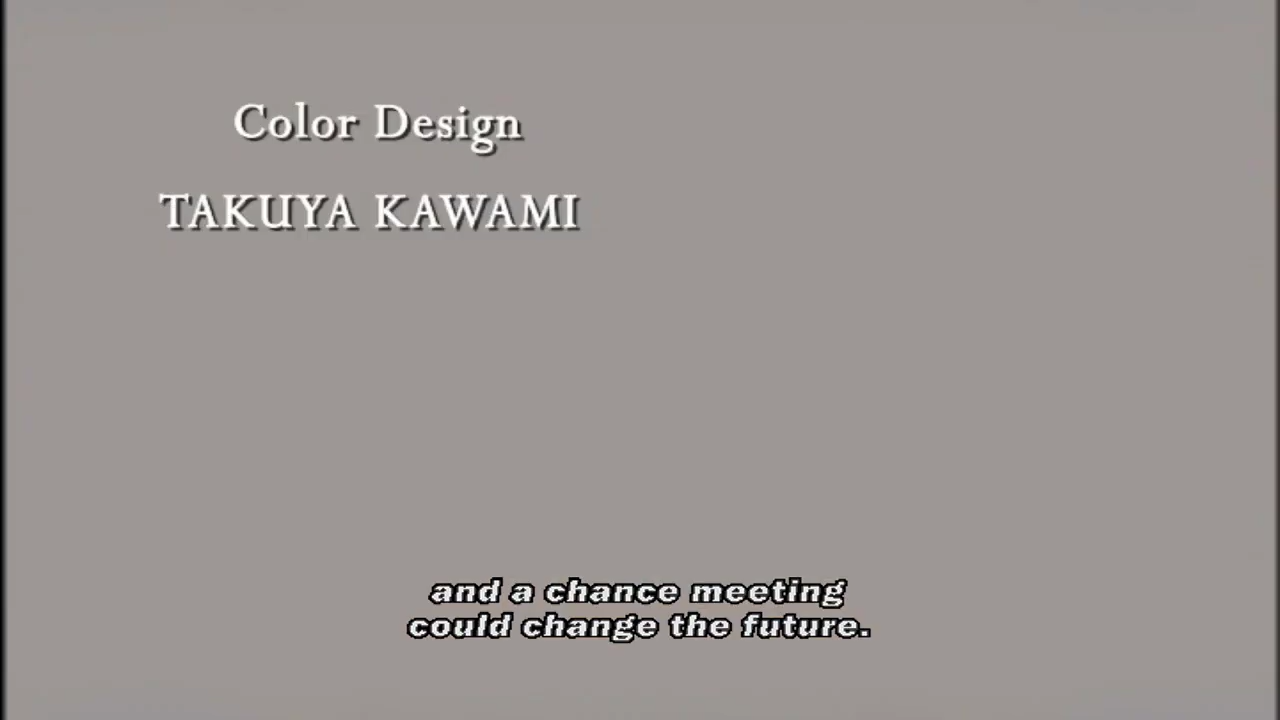 Color Design
TAKUYA KAWAMI
and a chance meeting
could change the future.